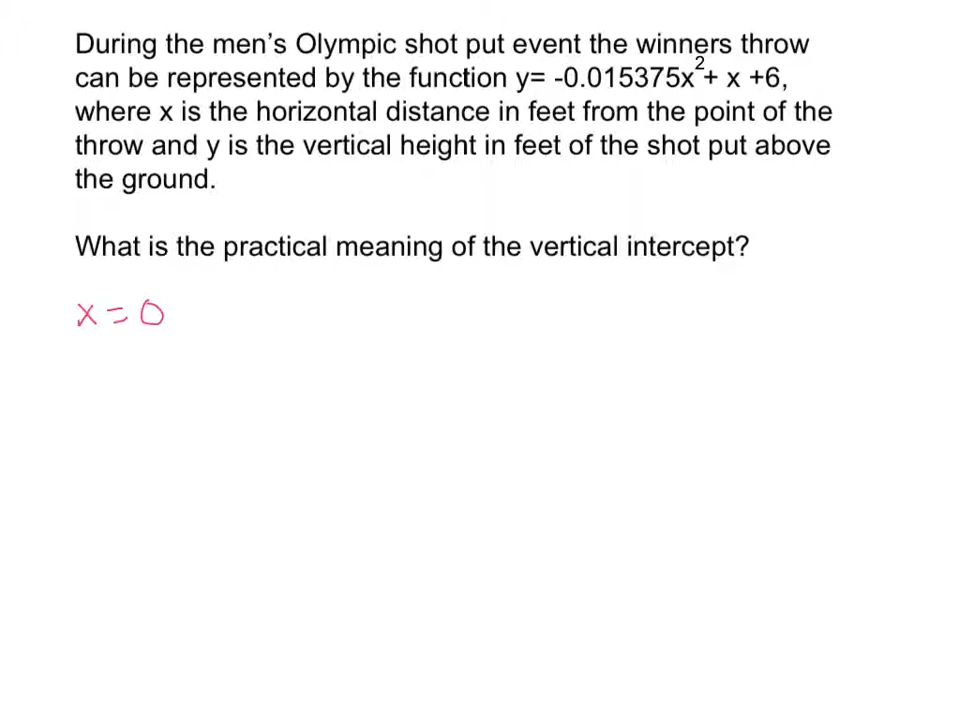 During the men’s Olympic shot put event the winners throw
can be represented by the function y= -0.015375x²+ x +6,
where x is the horizontal distance in feet from the point of the
throw and y is the vertical height in feet of the shot put above
the ground.
What is the practical meaning of the vertical intercept?
x = 0